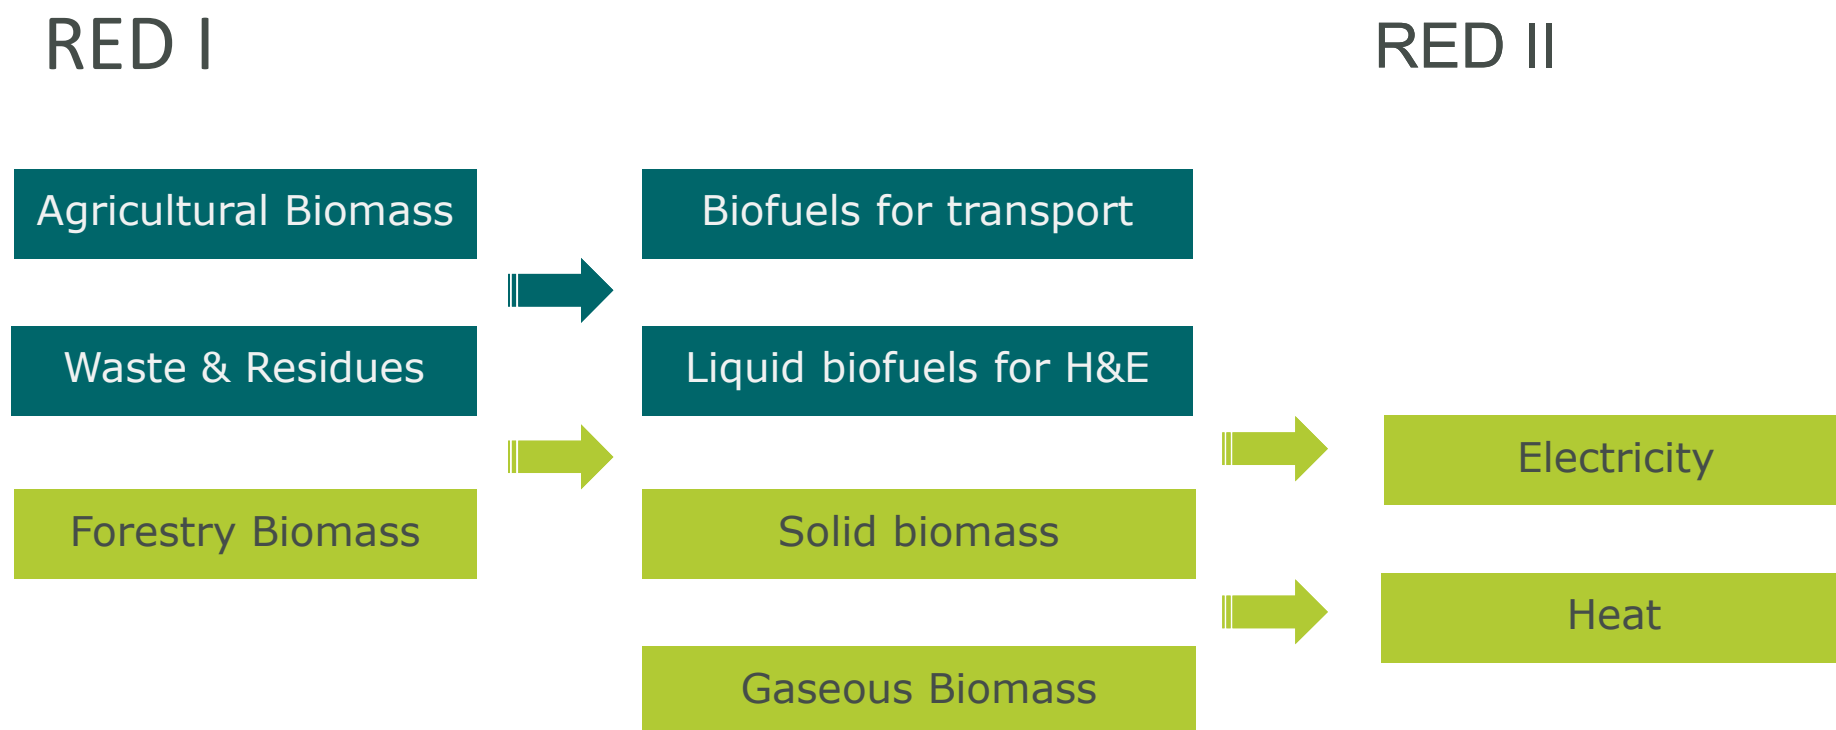 RED I
RED II
Agricultural Biomass
Biofuels for transport
Waste & Residues
Liquid biofuels for H&E
Electricity
Forestry Biomass
Solid biomass
Heat
Gaseous Biomass